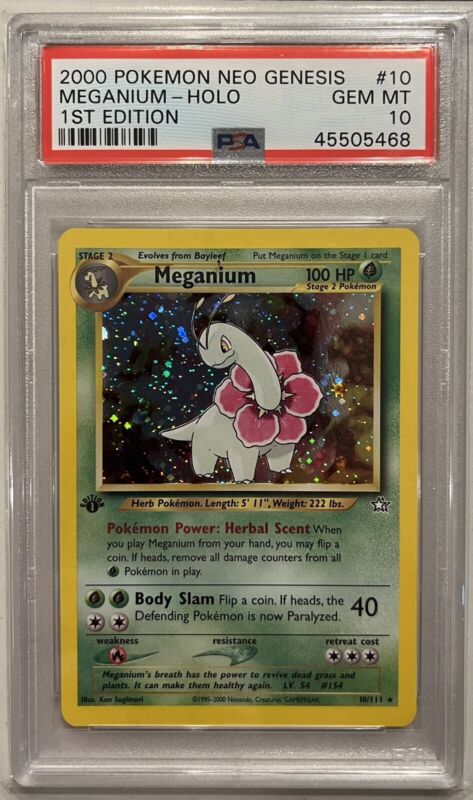 2000 POKEMON NEO GENESIS #10
MEGANIUM - HOLO GEM MT
1ST EDITION 10
PSA 45505468
STAGE 2 Evolves from Bayleef Put Meganium on the Stage 1 card
Meganium 100 HP
Stage 2 Pokémon
EDITION 1
Herb Pokémon. Length: 5' 11", Weight: 222 lbs.
Pokémon Power: Herbal Scent When
you play Meganium from your hand, you may flip a
coin. If heads, remove all damage counters from all
Pokémon in play.
Body Slam Flip a coin. If heads, the 40
Defending Pokémon is now Paralyzed.
weakness resistance retreat cost
Meganium's breath has the power to revive dead grass and
plants. It can make them healthy again. LV. 54 #154
Illus. Ken Sugimori ©1995-2000 Nintendo, Creatures, GAMEFREAK. 10/111 ★